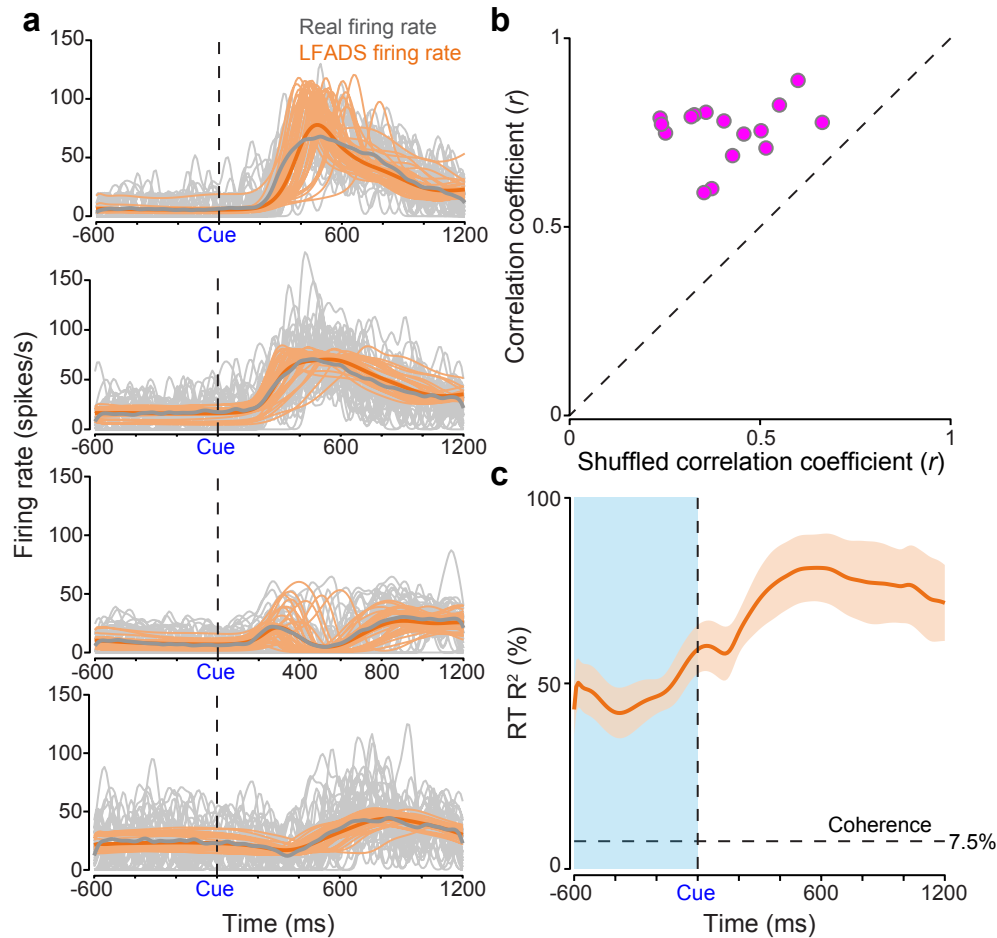 a
Real firing rate
LFADS firing rate
150
100
50
0
-600
Cue
600
1200
150
100
50
0
-600
Cue
600
1200
150
100
50
0
-600
Cue
400
800
1200
150
100
50
0
-600
Cue
600
1200
Firing rate (spikes/s)
Time (ms)
b
1
0.5
0
0
0.5
1
Correlation coefficient (r)
Shuffled correlation coefficient (r)
c
100
50
0
RT R² (%)
Coherence
7.5%
-600
Cue
600
1200
Time (ms)